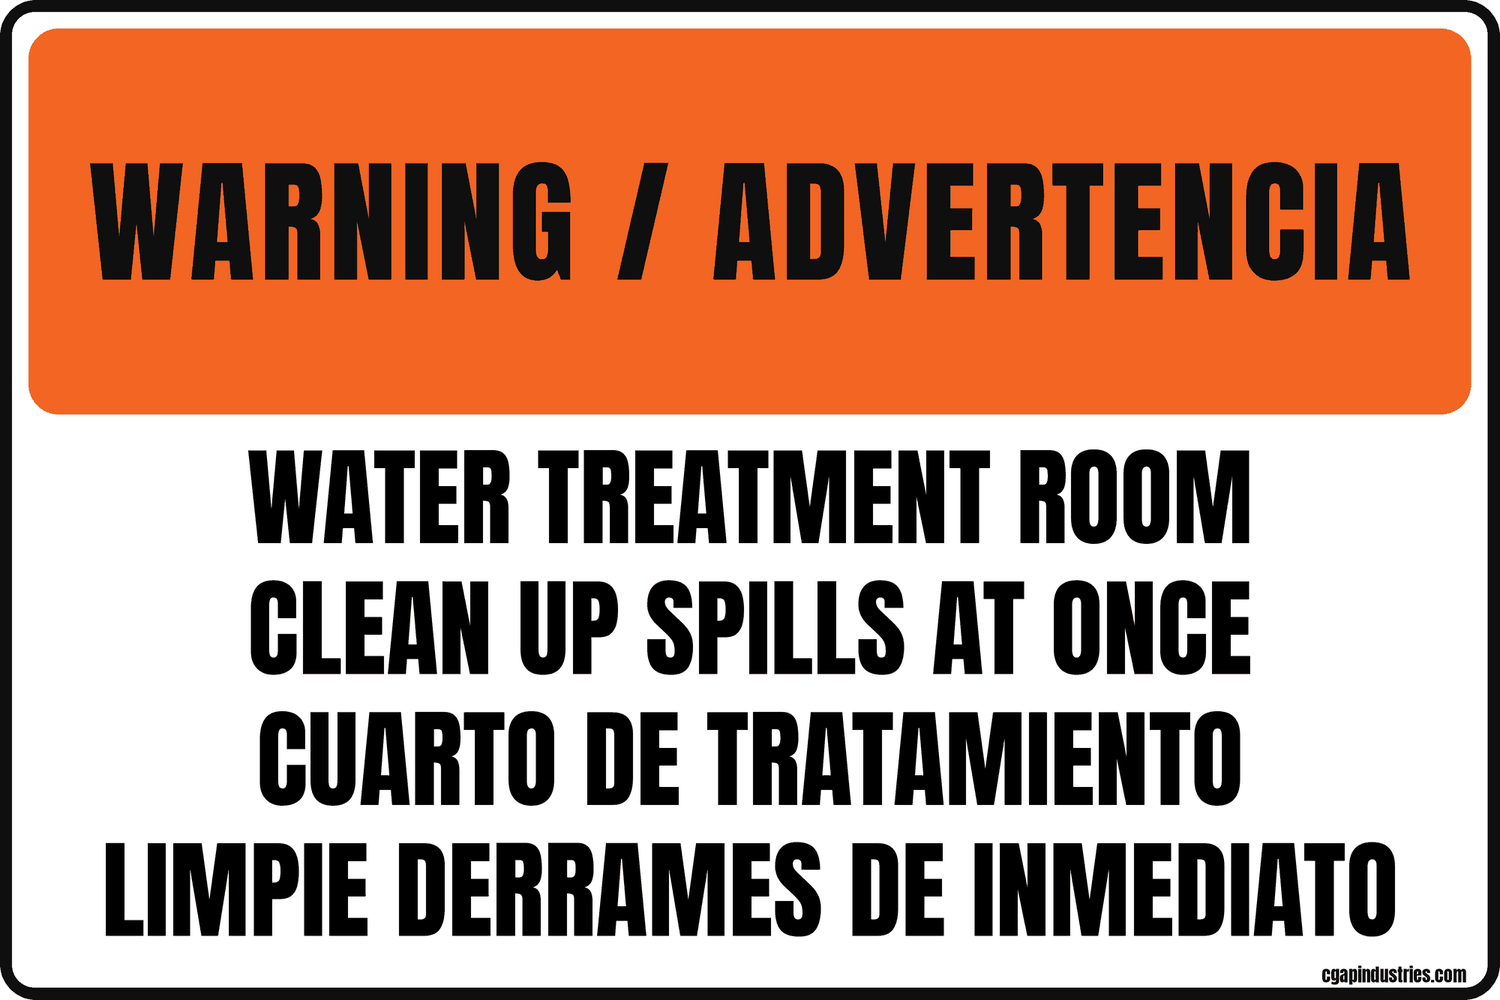 WARNING / ADVERTENCIA
WATER TREATMENT ROOM
CLEAN UP SPILLS AT ONCE
CUARTO DE TRATAMIENTO
LIMPIE DERRAMES DE INMEDIATO
cgapindustries.com